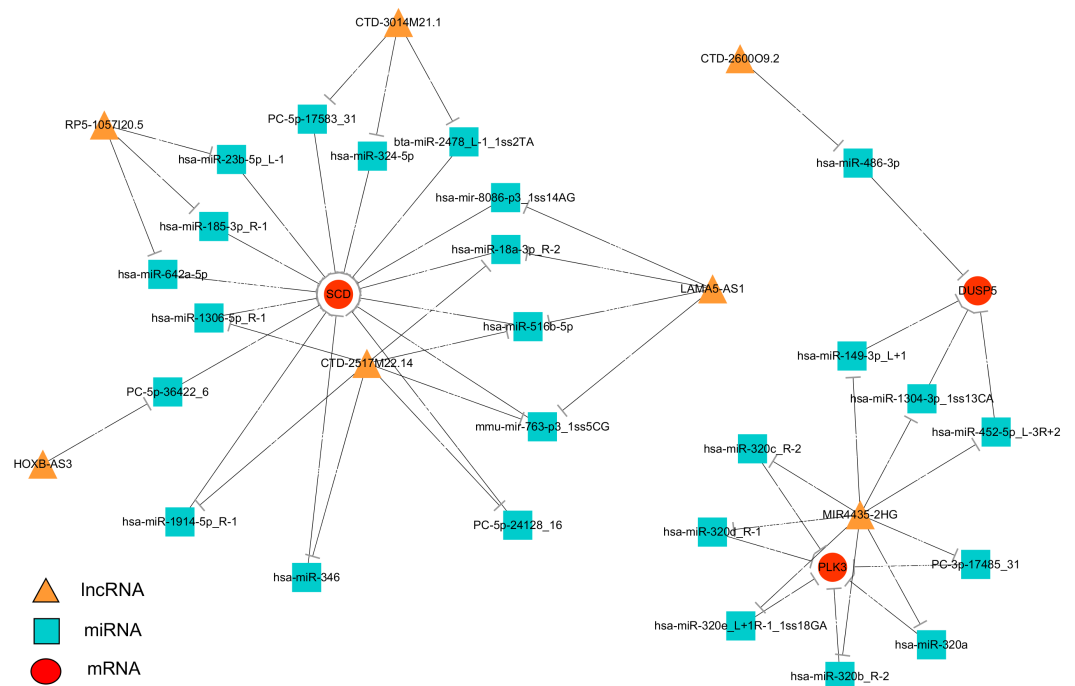 CTD-3014M21.1
CTD-2600O9.2
PC-5p-17583_31
RP5-1057I20.5
bta-miR-2478_L-1_1ss2TA
hsa-miR-23b-5p_L-1
hsa-miR-324-5p
hsa-miR-486-3p
hsa-mir-8086-p3_1ss14AG
hsa-miR-185-3p_R-1
hsa-miR-18a-3p_R-2
hsa-miR-642a-5p
LAMA5-AS1
SCD
DUSP5
hsa-miR-1306-5p_R-1
hsa-miR-516b-5p
hsa-miR-149-3p_L+1
CTD-2517M22.14
PC-5p-36422_6
hsa-miR-1304-3p_1ss13CA
mmu-mir-763-p3_1ss5CG
hsa-miR-452-5p_L-3R+2
hsa-miR-320c_R-2
HOXB-AS3
MIR4435-2HG
hsa-miR-1914-5p_R-1
PC-5p-24128_16
hsa-miR-320d_R-1
PLK3
PC-3p-17485_31
hsa-miR-346
lncRNA
hsa-miR-320e_L+1R-1_1ss18GA
miRNA
hsa-miR-320a
mRNA
hsa-miR-320b_R-2